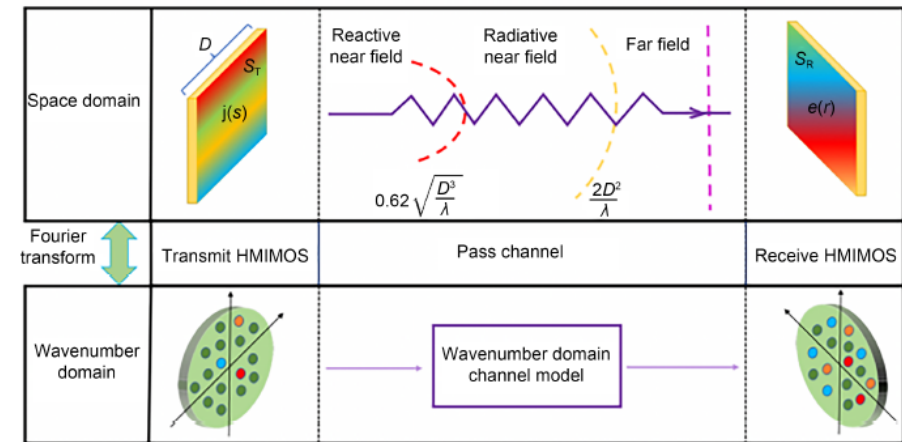 D
S_T
j(s)
Space domain
Reactive
near field
Radiative
near field
Far field
0.62 √(D³/λ)
2D²/λ
S_R
e(r)
Fourier
transform
Transmit HMIMOS
Pass channel
Receive HMIMOS
Wavenumber
domain
Wavenumber domain
channel model